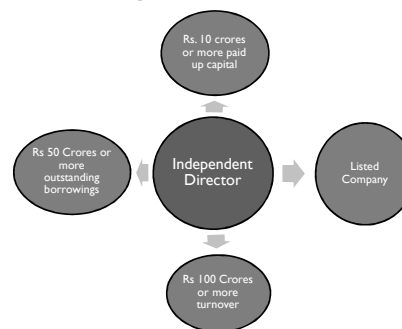 Rs. 10 crores
or more paid
up capital
Rs 50 Crores or
more
outstanding
borrowings
Independent
Director
Listed
Company
Rs 100 Crores
or more
turnover